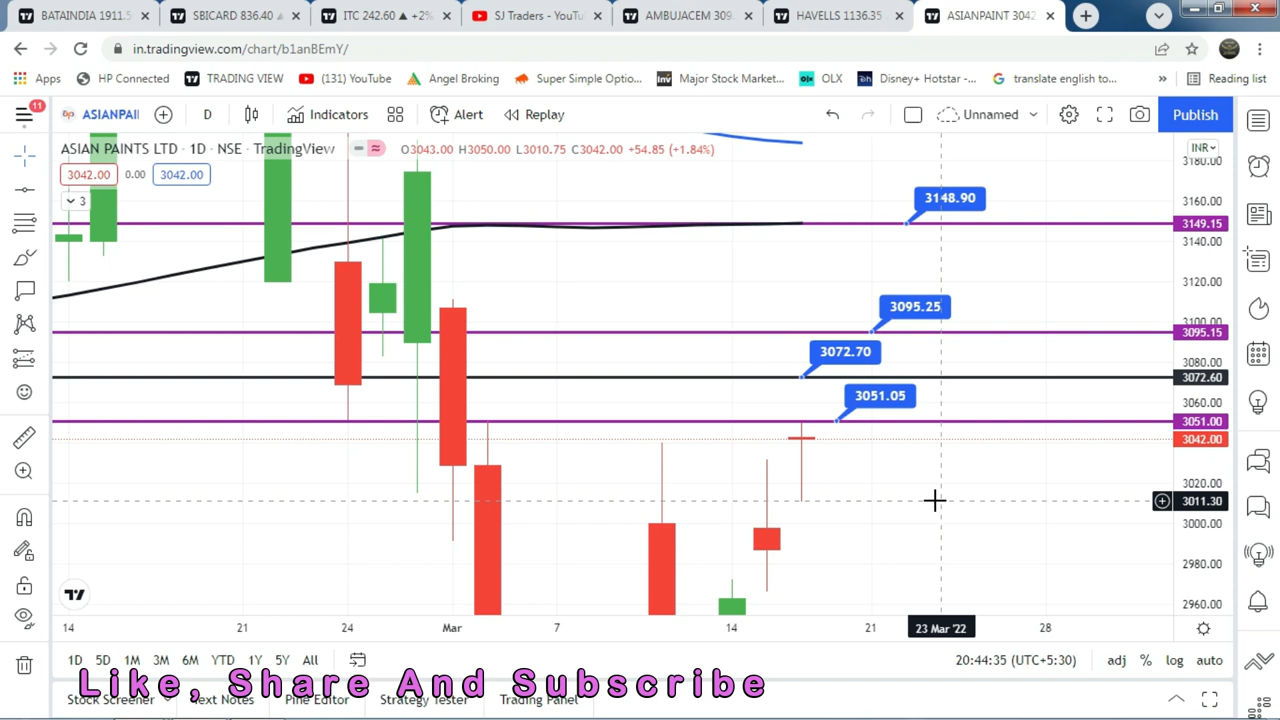 BATAINDIA 1911.5
SBICARD 836.40 ▲
ITC 242.60 ▲ +2%
SJ Traders - YouTu
AMBUJACEM 309.
HAVELLS 1136.35
ASIANPAINT 3042
in.tradingview.com/chart/b1anBEmY/
Apps
HP Connected
TRADING VIEW
(131) YouTube
Angel Broking
Super Simple Optio...
Major Stock Market...
OLX
Disney+ Hotstar -...
translate english to...
»
Reading list
11
ASIANPAI
D
Indicators
Alert
Replay
Unnamed
Publish
ASIAN PAINTS LTD · 1D · NSE · TradingView
O3043.00 H3050.00 L3010.75 C3042.00 +54.85 (+1.84%)
INR
3042.00
0.00
3042.00
3
3180.00
3160.00
3148.90
3149.15
3140.00
3120.00
3100.00
3095.25
3095.15
3080.00
3072.70
3072.60
3060.00
3051.05
3051.00
3042.00
3020.00
3011.30
3000.00
2980.00
2960.00
14
21
24
Mar
7
14
21
23 Mar '22
28
1D
5D
1M
3M
6M
YTD
1Y
5Y
All
20:44:35 (UTC+5:30)
adj
%
log
auto
Like, Share And Subscribe
Stock Screener
Text Notes
Pine Editor
Strategy Tester
Trading Panel